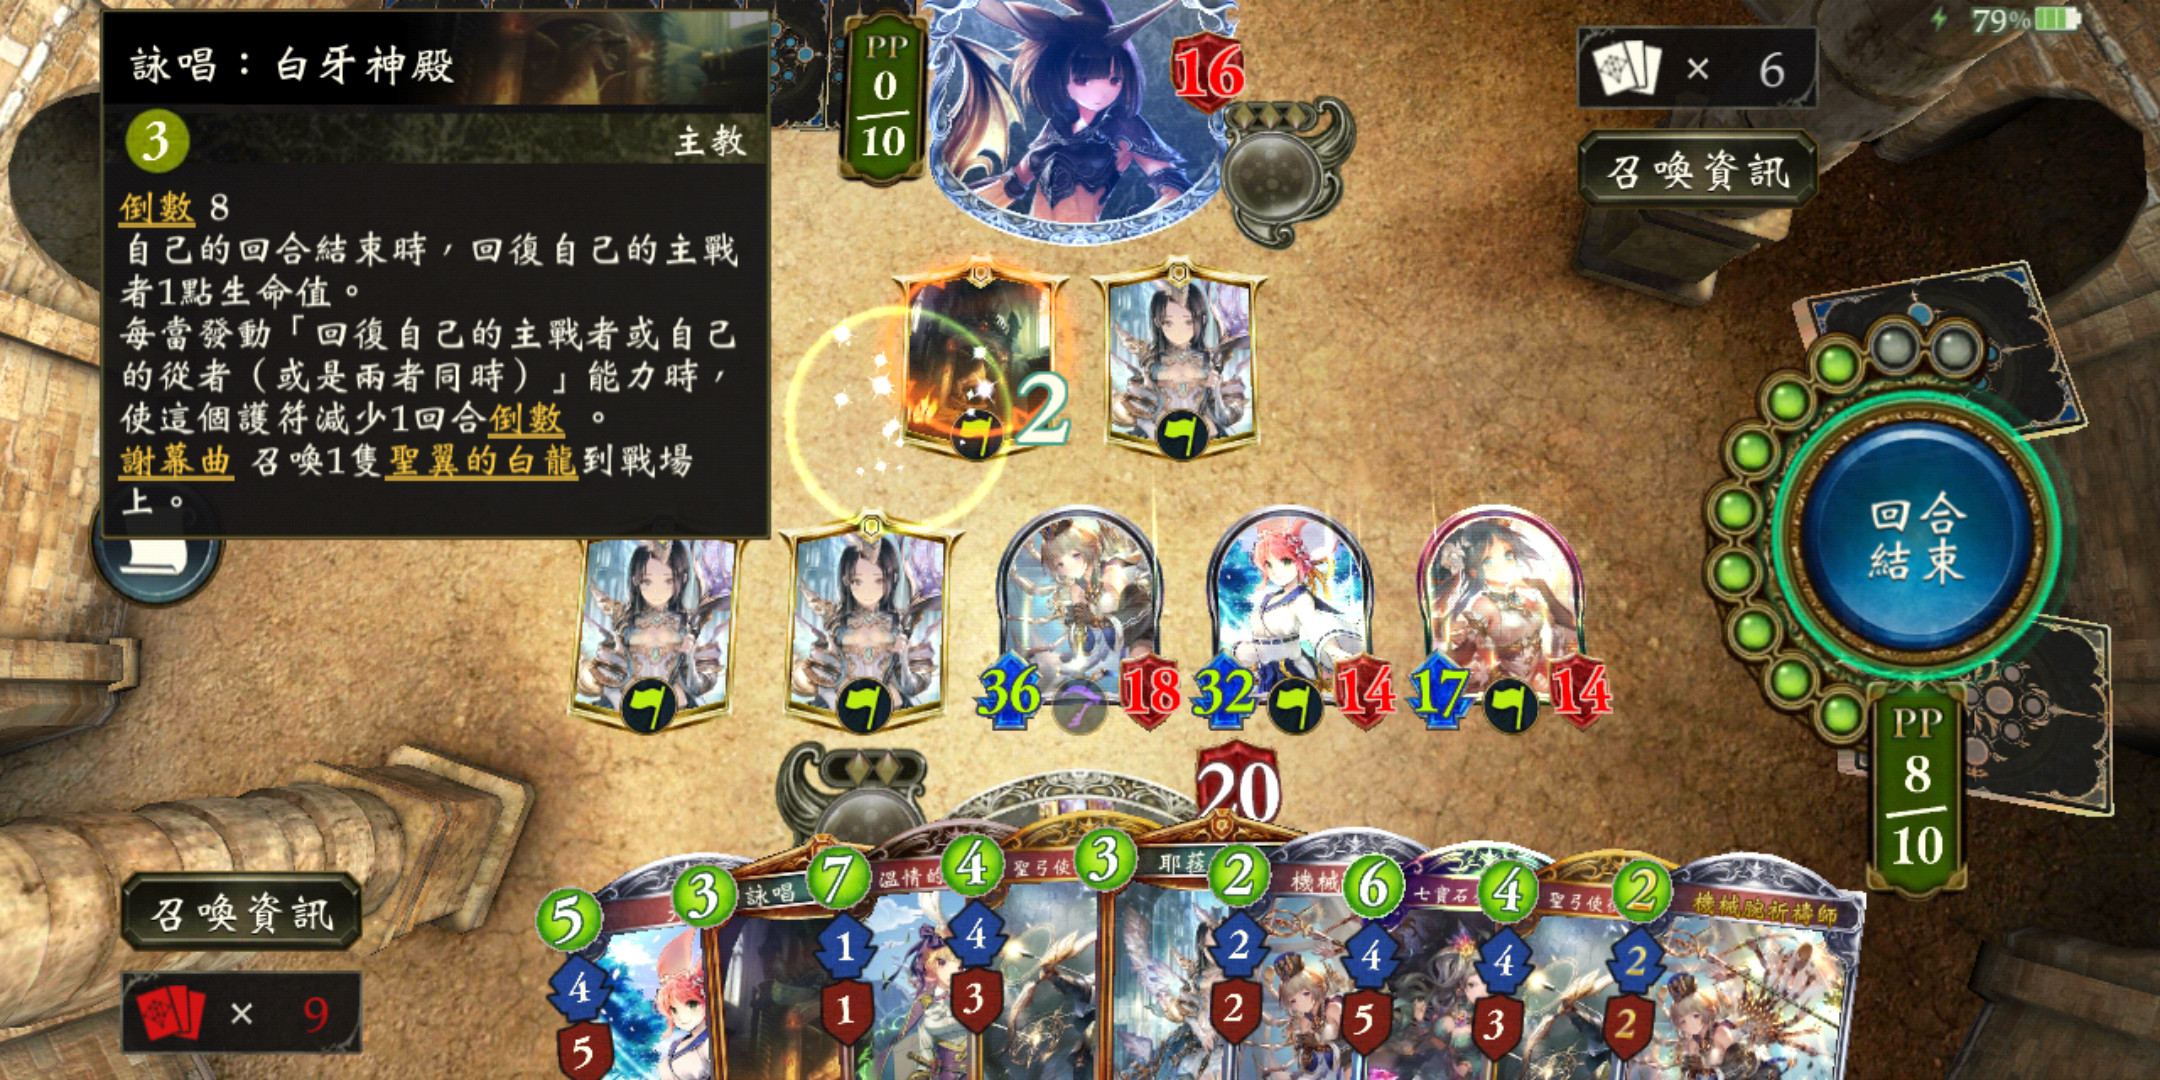 詠唱：白牙神殿
3
主教
倒數 8
自己的回合結束時，回復自己的主戰
者1點生命值。
每當發動「回復自己的主戰者或自己
的從者（或是兩者同時）」能力時，
使這個護符減少1回合倒數 。
謝幕曲 召喚1隻聖翼的白龍到戰場
上。
PP
0
10
16
79%
× 6
召喚資訊
2
回合
結束
36 18 32 14 17 14
20
PP
8
10
召喚資訊
× 9
5 3 詠唱 7 溫情的 4 聖弓使 3 耶菈 2 機械 6 七寶石 4 聖弓使 2 機械腕祈禱師
4 1 4 2 4 4 2
5 1 3 2 5 3 2